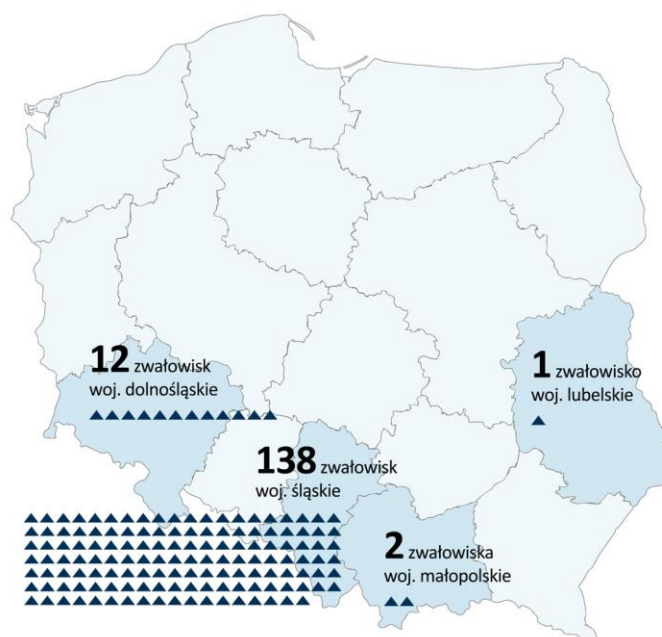 12 zwałowisk
woj. dolnośląskie
1 zwałowisko
woj. lubelskie
138 zwałowisk
woj. śląskie
2 zwałowiska
woj. małopolskie